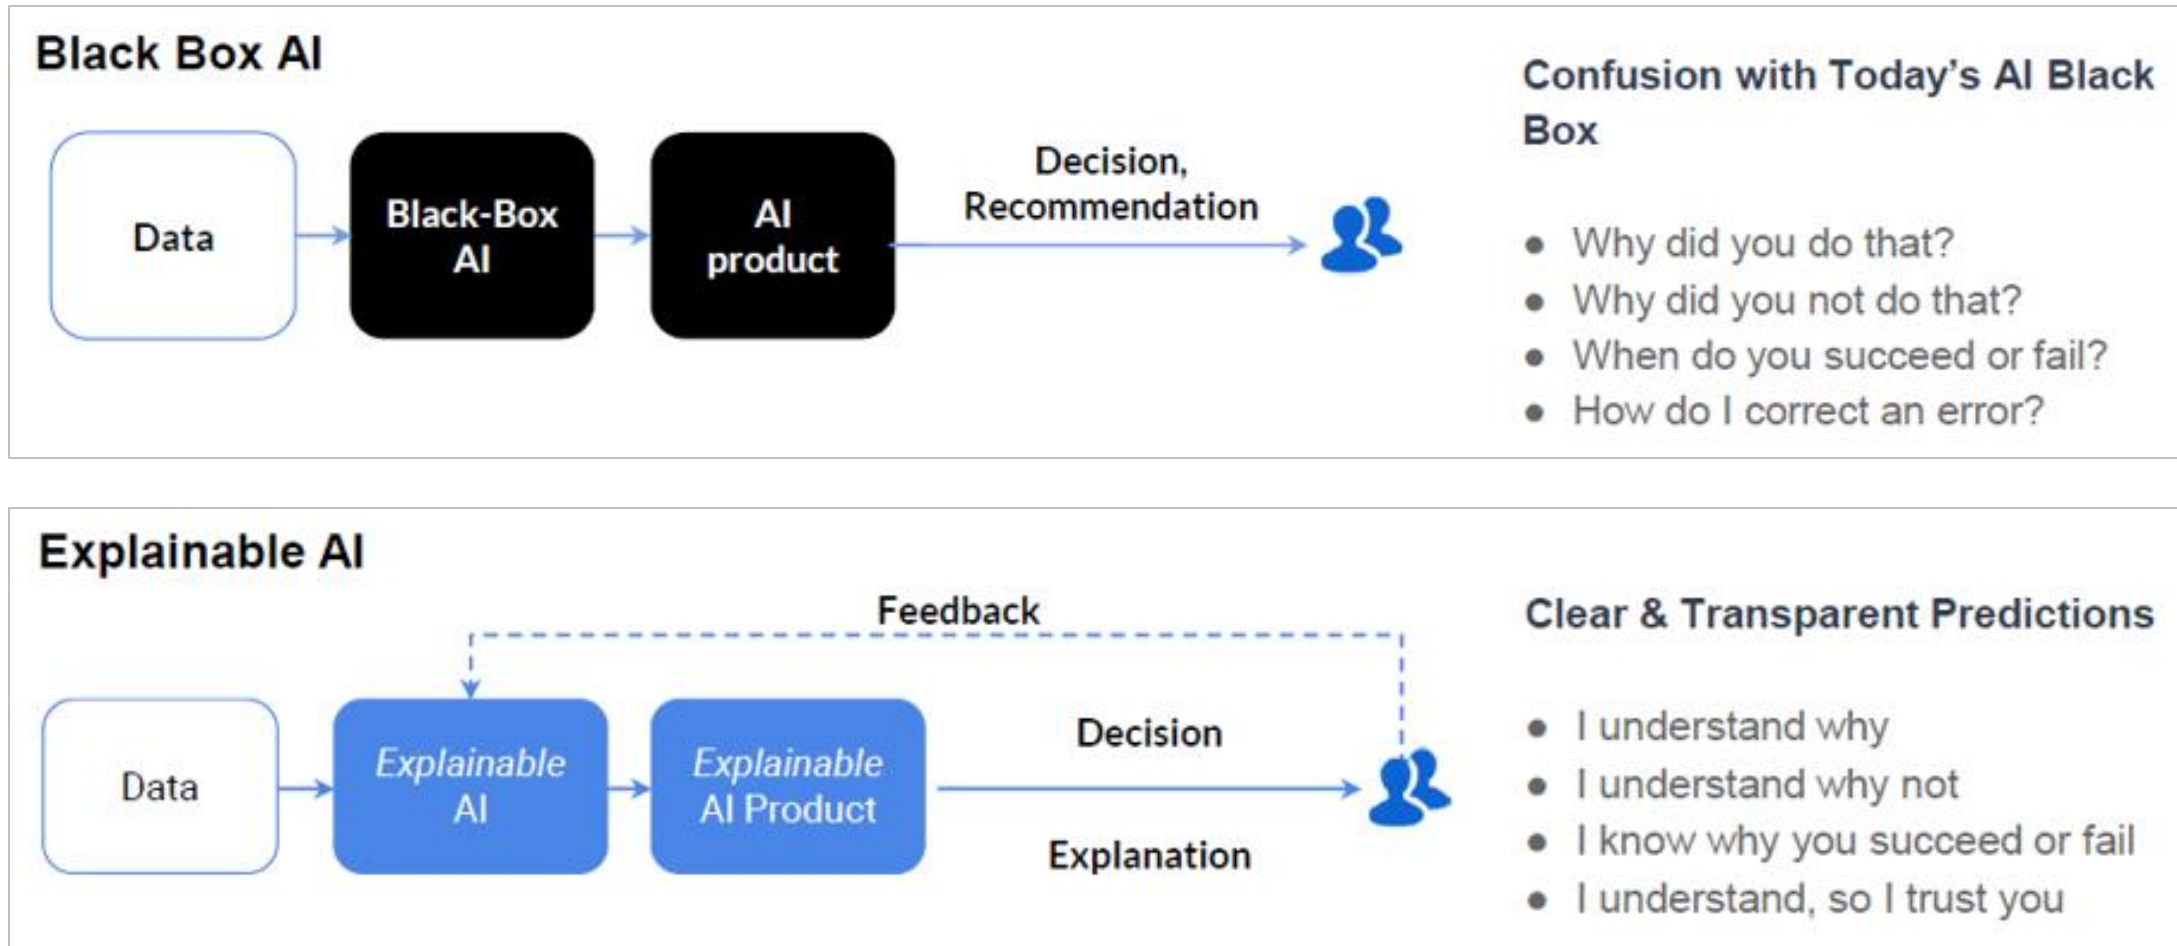 Black Box AI
Data
Black-Box
AI
AI
product
Decision,
Recommendation
Confusion with Today's AI Black
Box
● Why did you do that?
● Why did you not do that?
● When do you succeed or fail?
● How do I correct an error?
Explainable AI
Feedback
Data
Explainable
AI
Explainable
AI Product
Decision
Explanation
Clear & Transparent Predictions
● I understand why
● I understand why not
● I know why you succeed or fail
● I understand, so I trust you